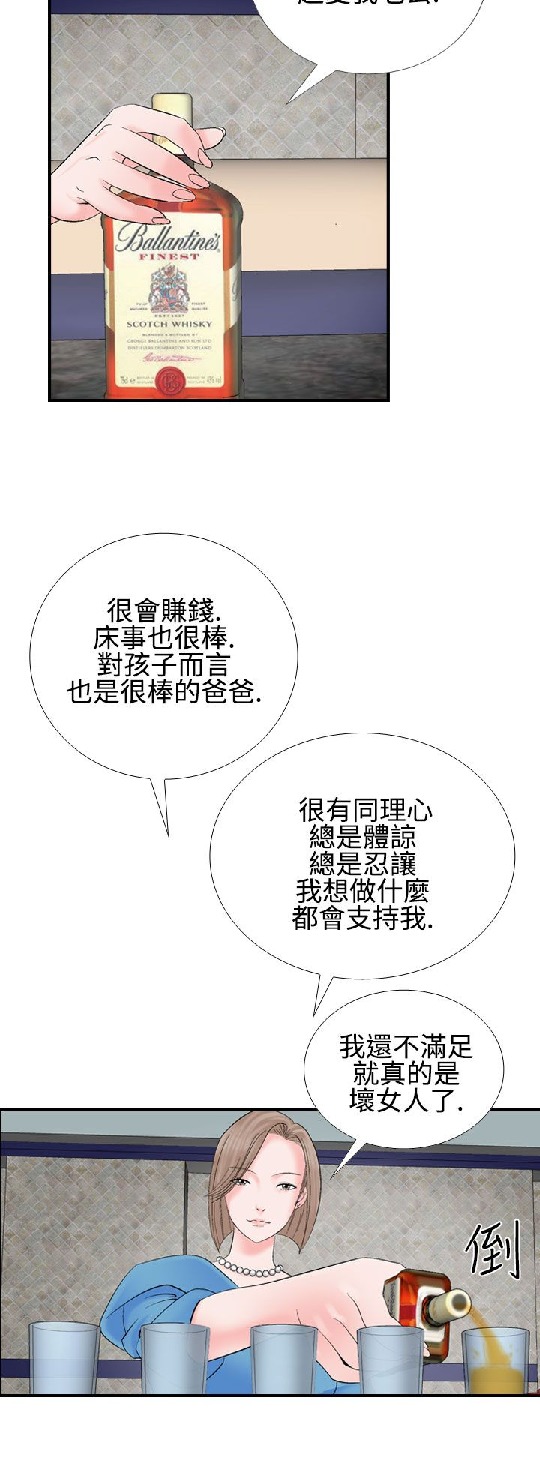 Ballantine's
FINEST
SCOTCH WHISKY
很會賺錢.
床事也很棒.
對孩子而言
也是很棒的爸爸.
很有同理心
總是體諒
總是忍讓
我想做什麼
都會支持我.
我還不滿足
就真的是
壞女人了.
倒